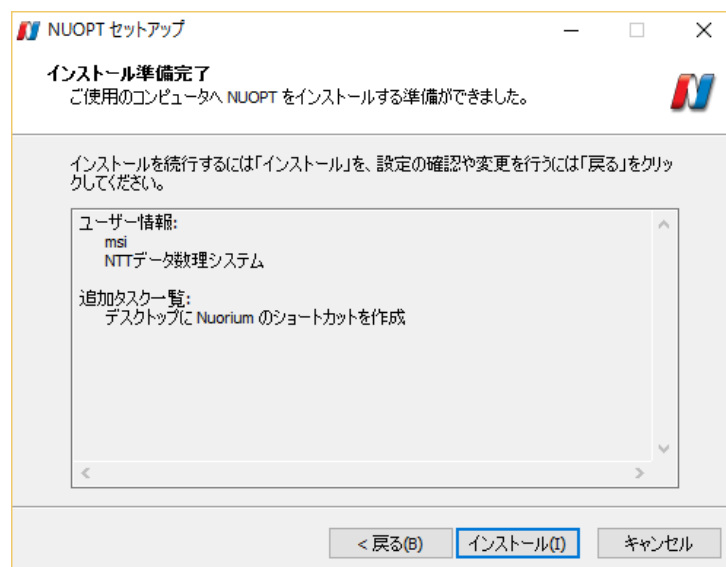 NUOPT セットアップ
インストール準備完了
ご使用のコンピュータへ NUOPT をインストールする準備ができました。
インストールを続行するには「インストール」を、設定の確認や変更を行うには「戻る」をクリッ
クしてください。
ユーザー情報:
msi
NTTデータ数理システム
追加タスク一覧:
デスクトップに Nuorium のショートカットを作成
< 戻る(B)
インストール(I)
キャンセル